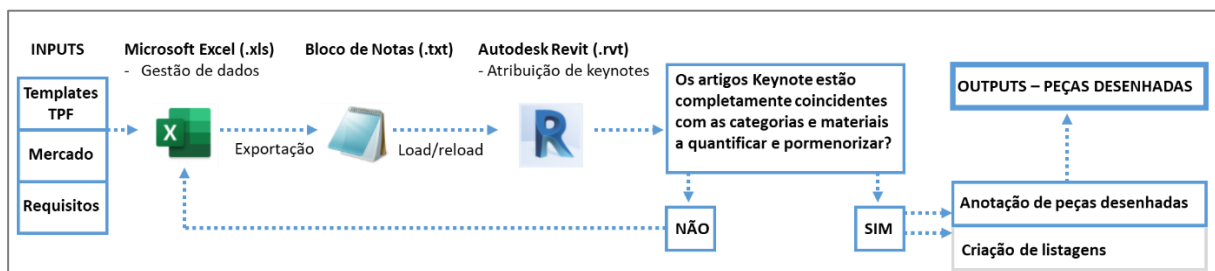 INPUTS
Templates
TPF
Mercado
Requisitos
Microsoft Excel (.xls)
- Gestão de dados
X
Exportação
Bloco de Notas (.txt)
Load/reload
Autodesk Revit (.rvt)
- Atribuição de keynotes
R
Os artigos Keynote estão
completamente coincidentes
com as categorias e materiais
a quantificar e pormenorizar?
NÃO
SIM
OUTPUTS – PEÇAS DESENHADAS
Anotação de peças desenhadas
Criação de listagens